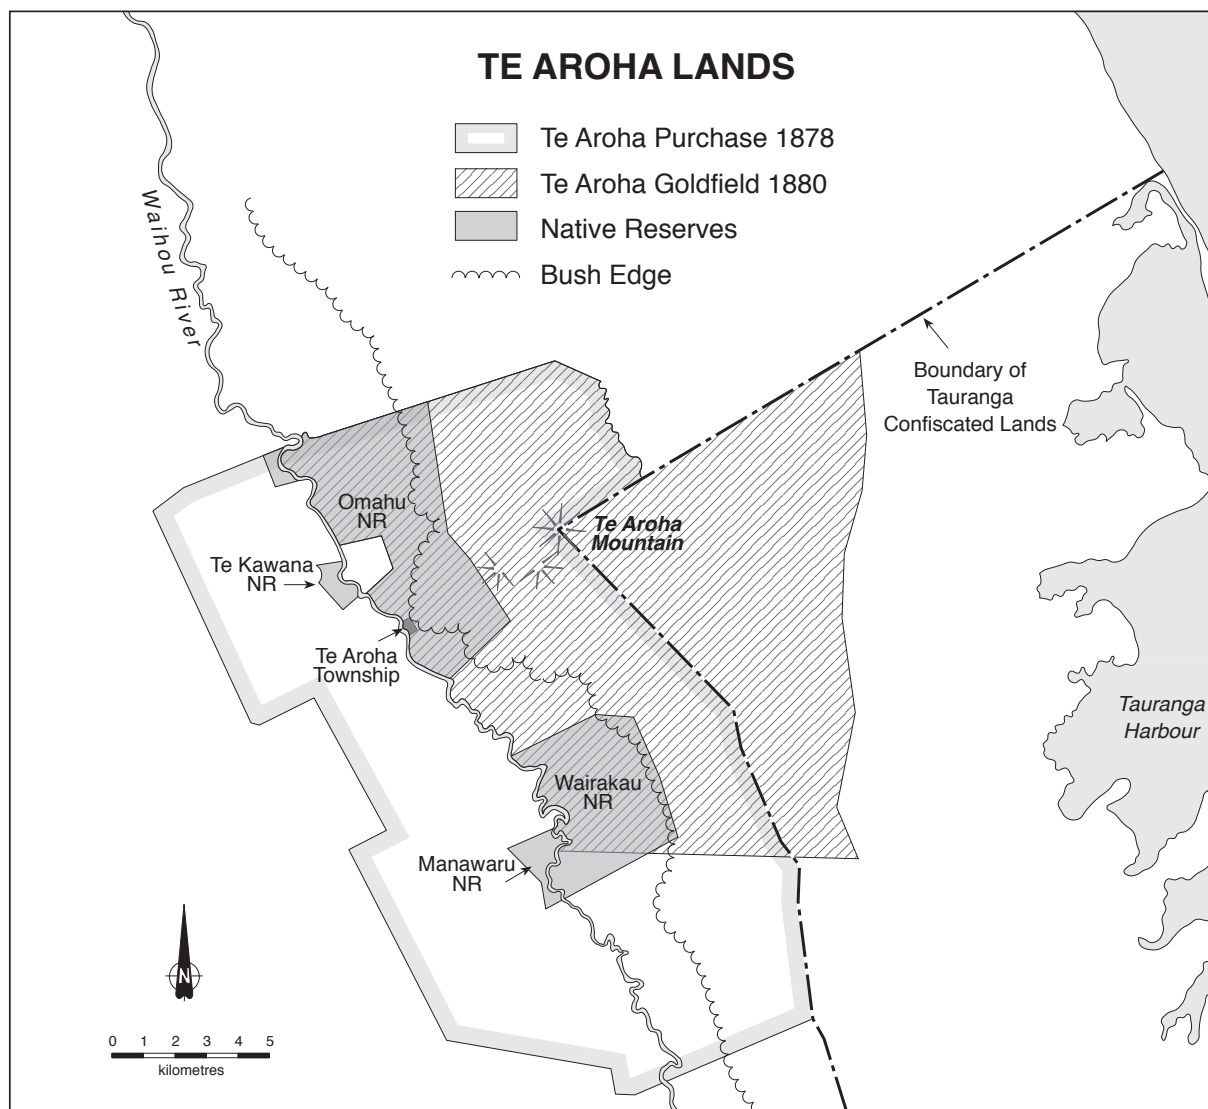 TE AROHA LANDS
Te Aroha Purchase 1878
Te Aroha Goldfield 1880
Native Reserves
Bush Edge
Waihou River
Boundary of
Tauranga
Confiscated Lands
Omahu
NR
Te Aroha
Mountain
Te Kawana
NR
Te Aroha
Township
Tauranga
Harbour
Wairakau
NR
Manawaru
NR
N
0 1 2 3 4 5
kilometres